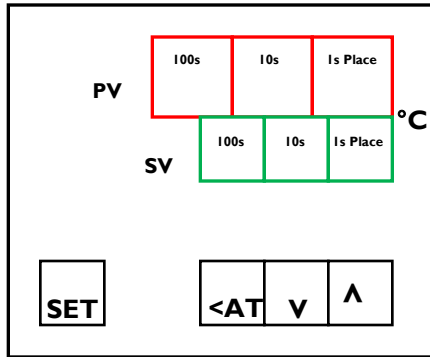 100s 10s 1s Place
PV
°C
100s 10s 1s Place
SV
SET <AT V Λ